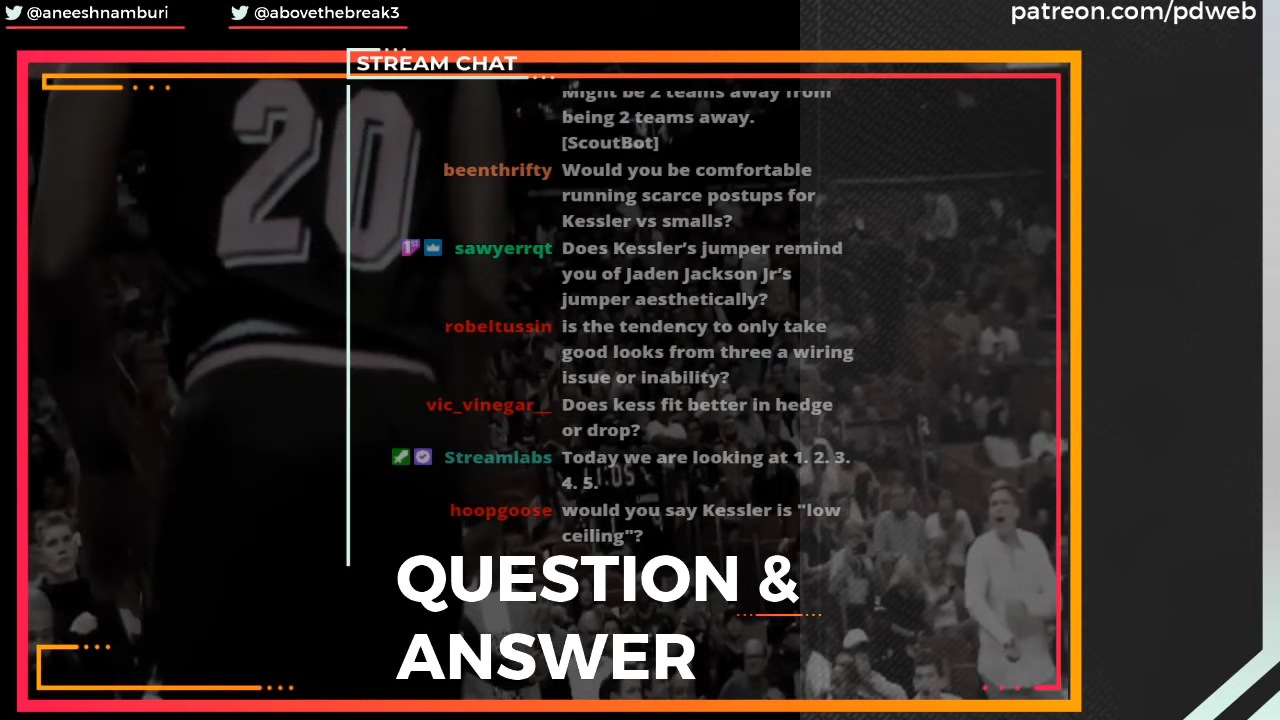 @aneeshnamburi
@abovethebreak3
patreon.com/pdweb
STREAM CHAT
20
Might be 2 teams away from
being 2 teams away.
[ScoutBot]
beenthrifty Would you be comfortable
running scarce postups for
Kessler vs smalls?
sawyerrqt Does Kessler's jumper remind
you of Jaden Jackson Jr's
jumper aesthetically?
robeltussin is the tendency to only take
good looks from three a wiring
issue or inability?
vic_vinegar__ Does kess fit better in hedge
or drop?
Streamlabs Today we are looking at 1. 2. 3.
4. 5.
hoopgoose would you say Kessler is "low
ceiling"?
QUESTION &
ANSWER